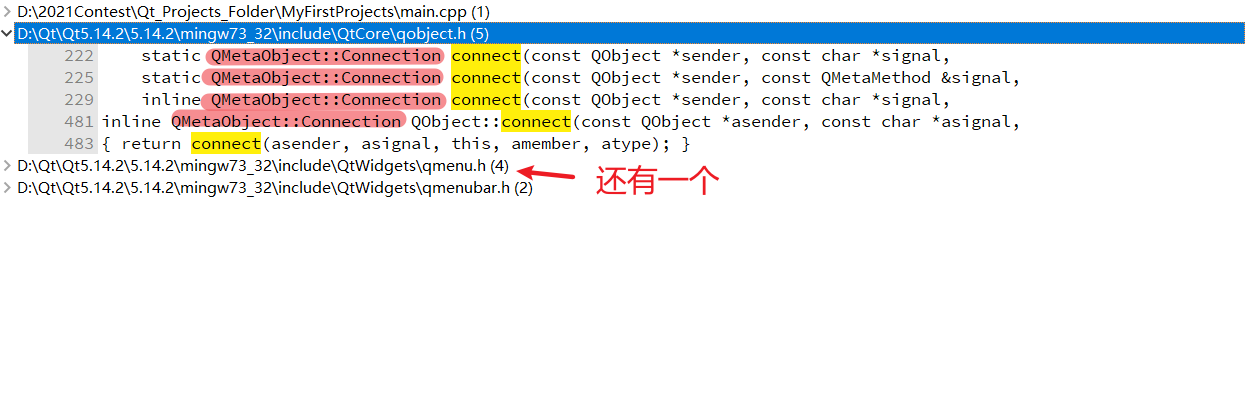 D:\2021Contest\Qt_Projects_Folder\MyFirstProjects\main.cpp (1)
D:\Qt\Qt5.14.2\5.14.2\mingw73_32\include\QtCore\qobject.h (5)
222 static QMetaObject::Connection connect(const QObject *sender, const char *signal,
225 static QMetaObject::Connection connect(const QObject *sender, const QMetaMethod &signal,
229 inline QMetaObject::Connection connect(const QObject *sender, const char *signal,
481 inline QMetaObject::Connection QObject::connect(const QObject *asender, const char *asignal,
483 { return connect(asender, asignal, this, amember, atype); }
D:\Qt\Qt5.14.2\5.14.2\mingw73_32\include\QtWidgets\qmenu.h (4)
还有一个
D:\Qt\Qt5.14.2\5.14.2\mingw73_32\include\QtWidgets\qmenubar.h (2)